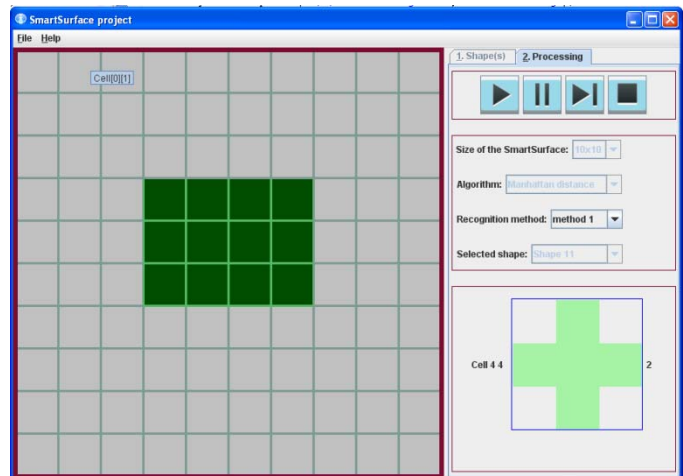 SmartSurface project
File Help
1. Shape(s) 2. Processing
Cell[0][1]
Size of the SmartSurface: 10x10
Algorithm: Manhattan distance
Recognition method: method 1
Selected shape: Shape 11
Cell 4 4 2